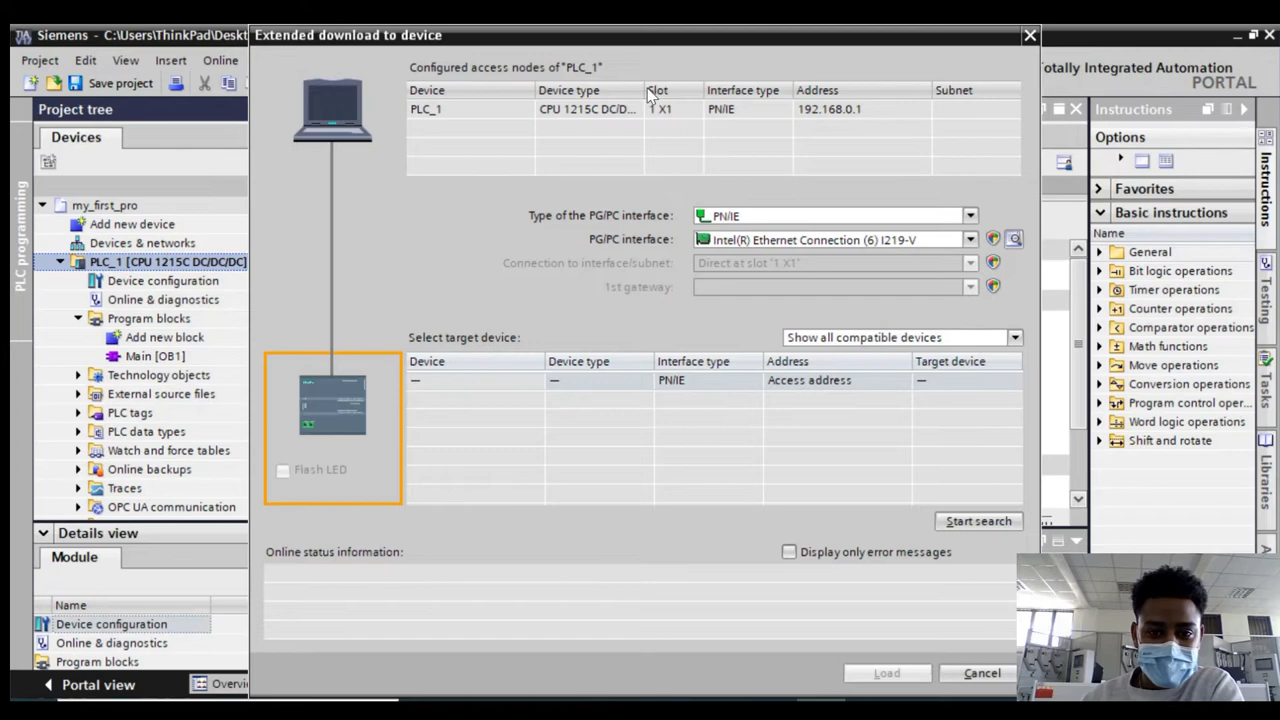 Siemens - C:\Users\ThinkPad\Deskt
Extended download to device
Project Edit View Insert Online
Save project
Totally Integrated Automation
PORTAL
Project tree
Devices
PLC programming
my_first_pro
Add new device
Devices & networks
PLC_1 [CPU 1215C DC/DC/DC]
Device configuration
Online & diagnostics
Program blocks
Add new block
Main [OB1]
Technology objects
External source files
PLC tags
PLC data types
Watch and force tables
Online backups
Traces
OPC UA communication
Details view
Module
Name
Device configuration
Online & diagnostics
Program blocks
Portal view
Overvi
Configured access nodes of "PLC_1"
Device Device type Slot Interface type Address Subnet
PLC_1 CPU 1215C DC/D... 1 X1 PN/IE 192.168.0.1
Type of the PG/PC interface: PN/IE
PG/PC interface: Intel(R) Ethernet Connection (6) I219-V
Connection to interface/subnet: Direct at slot '1 X1'
1st gateway:
Select target device: Show all compatible devices
Device Device type Interface type Address Target device
— — PN/IE Access address —
Flash LED
Start search
Online status information: Display only error messages
Load Cancel
Instructions
Options
Favorites
Basic instructions
Name
General
Bit logic operations
Timer operations
Counter operations
Comparator operations
Math functions
Move operations
Conversion operations
Program control oper...
Word logic operations
Shift and rotate
Instructions
Testing
Tasks
Libraries